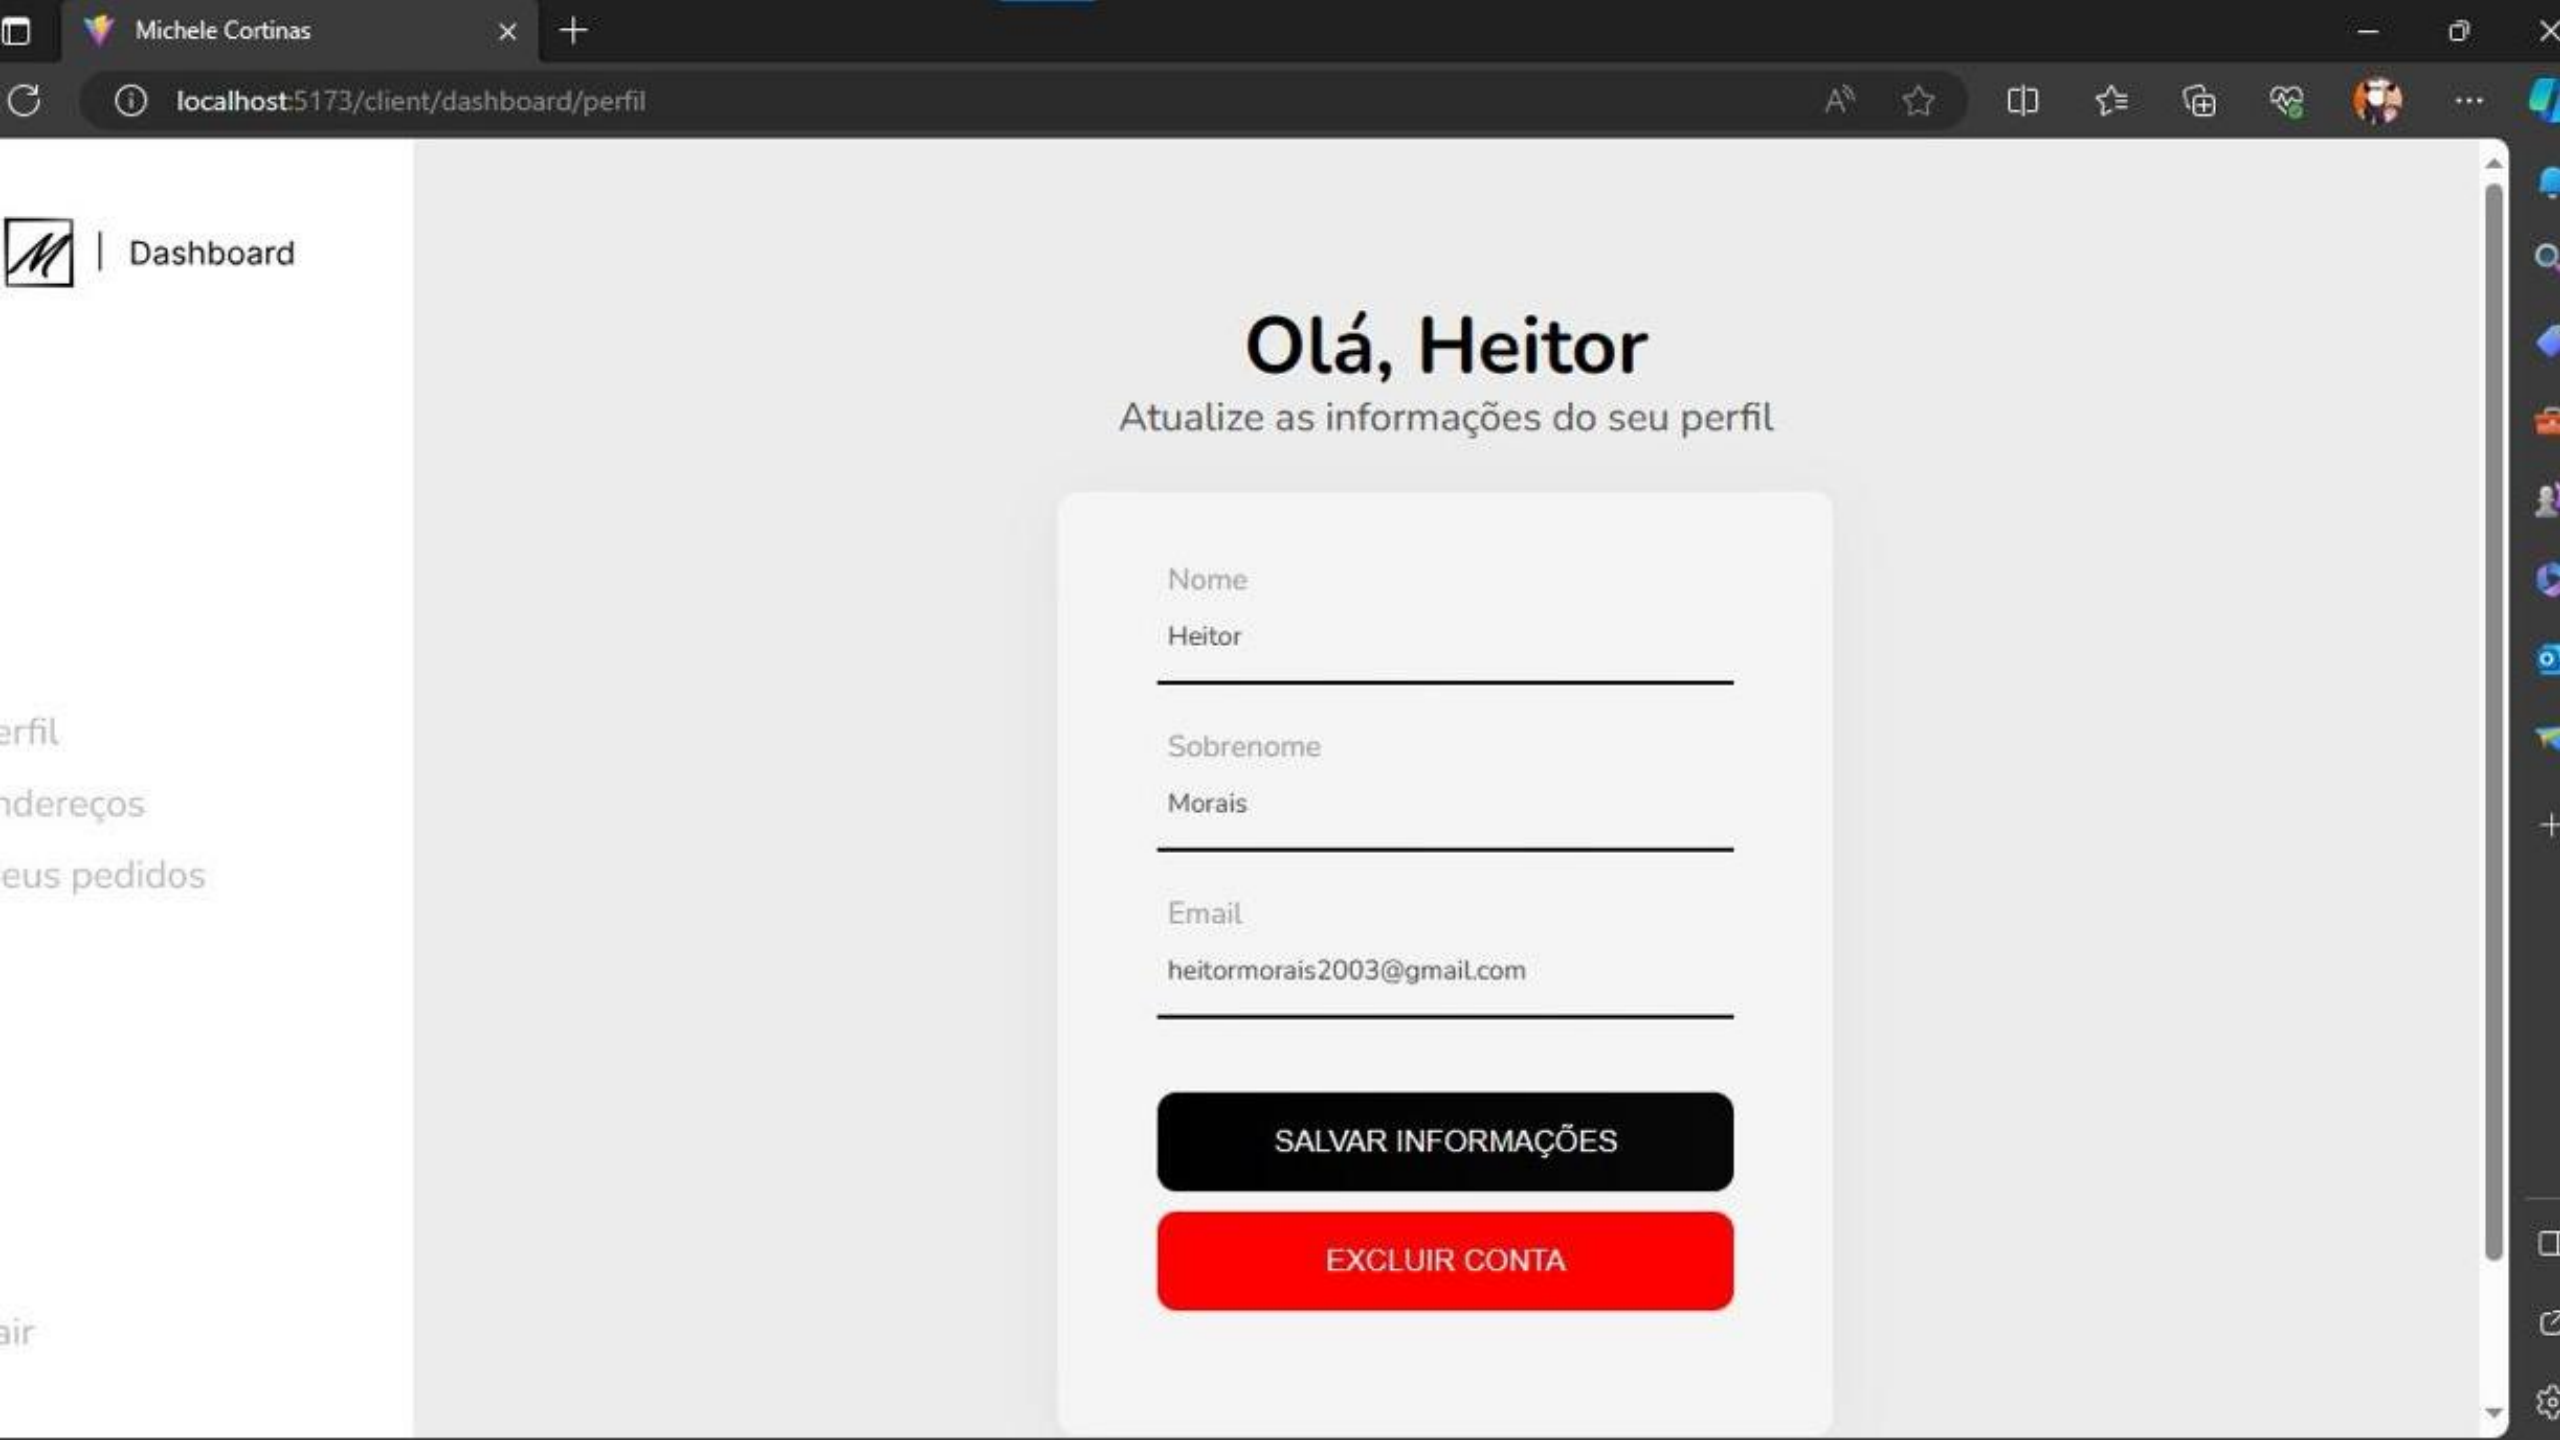 Michele Cortinas
localhost:5173/client/dashboard/perfil
M | Dashboard
Olá, Heitor
Atualize as informações do seu perfil
Nome
Heitor
Sobrenome
Morais
erfil
ndereços
eus pedidos
Email
heitormorais2003@gmail.com
SALVAR INFORMAÇÕES
EXCLUIR CONTA
air